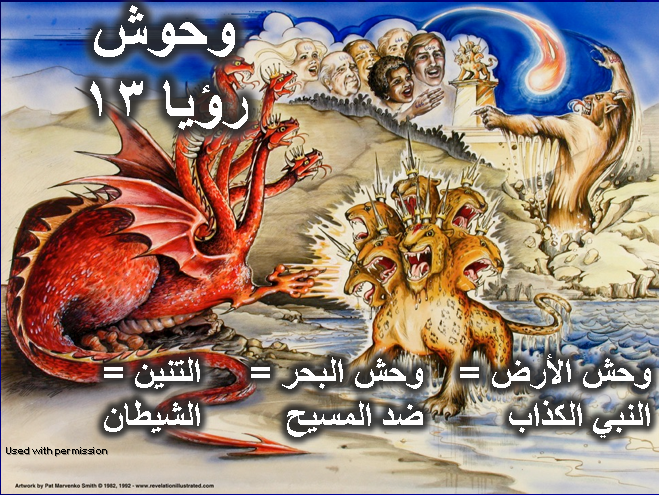 وحوش
رؤيا ١٣
وحش الأرض = وحش البحر = التنين =
النبي الكذاب ضد المسيح الشيطان
Used with permission
Artwork by Pat Marvenko Smith © 1982, 1992 - www.revelationillustrated.com